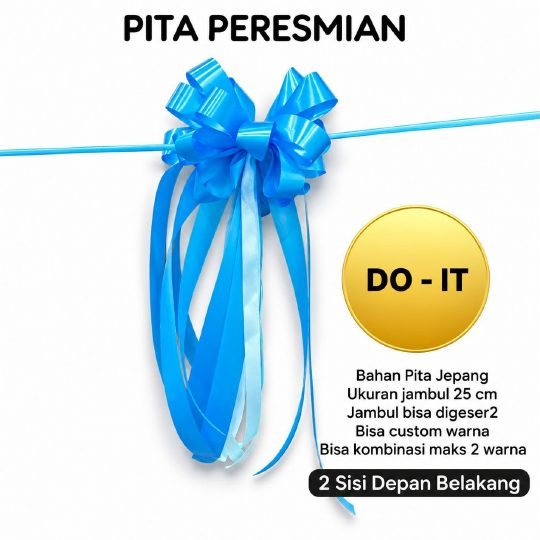 PITA PERESMIAN
DO - IT
Bahan Pita Jepang
Ukuran jambul 25 cm
Jambul bisa digeser2
Bisa custom warna
Bisa kombinasi maks 2 warna
2 Sisi Depan Belakang